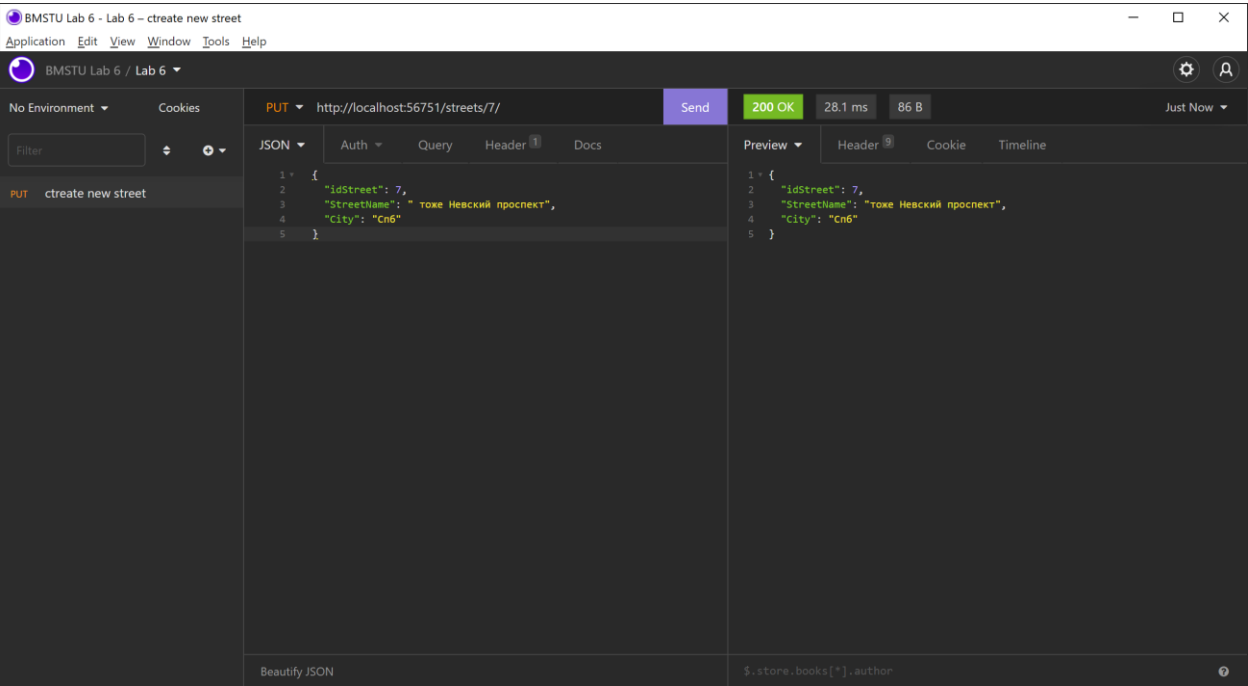 BMSTU Lab 6 - Lab 6 – ctreate new street
Application Edit View Window Tools Help
BMSTU Lab 6 / Lab 6
No Environment Cookies
PUT http://localhost:56751/streets/7/ Send
200 OK 28.1 ms 86 B Just Now
Filter
JSON Auth Query Header 1 Docs
Preview Header 9 Cookie Timeline
PUT ctreate new street
1 {
2 "idStreet": 7,
3 "StreetName": " тоже Невский проспект",
4 "City": "Спб"
5 }
1 {
2 "idStreet": 7,
3 "StreetName": "тоже Невский проспект",
4 "City": "Спб"
5 }
Beautify JSON
$.store.books[*].author